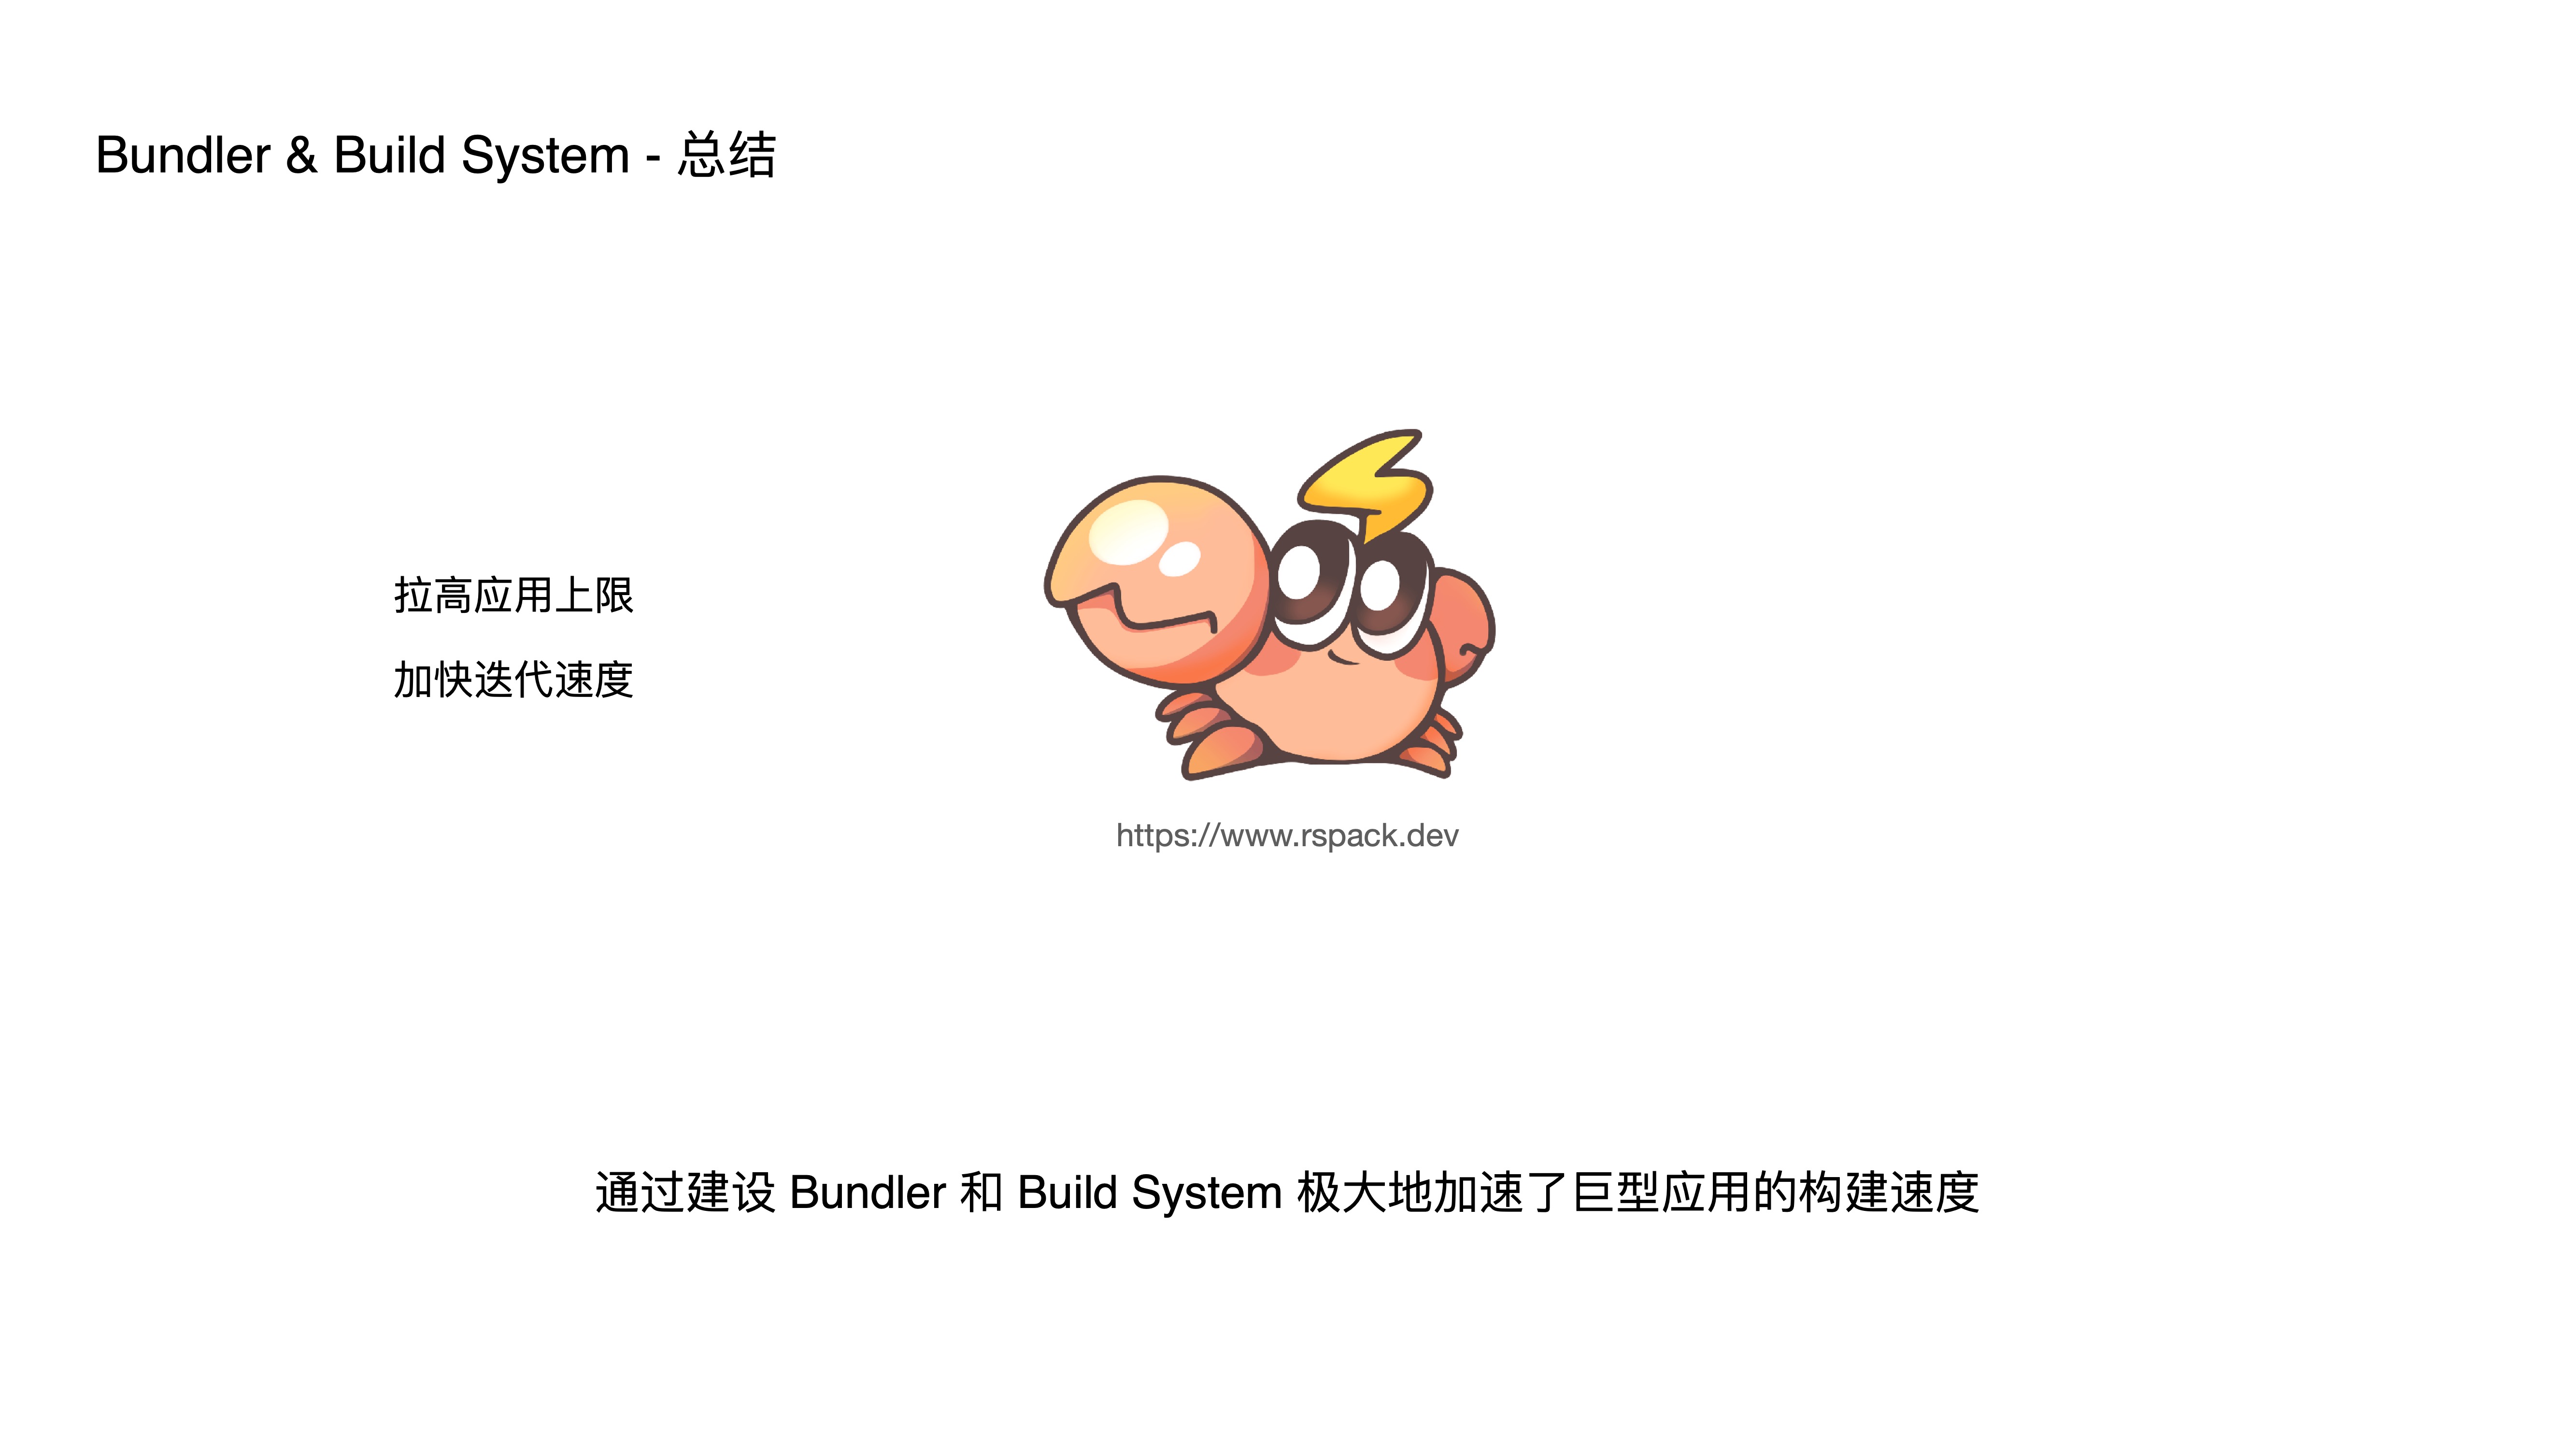 Bundler & Build System - 总结
拉高应用上限
加快迭代速度
https://www.rspack.dev
通过建设 Bundler 和 Build System 极大地加速了巨型应用的构建速度